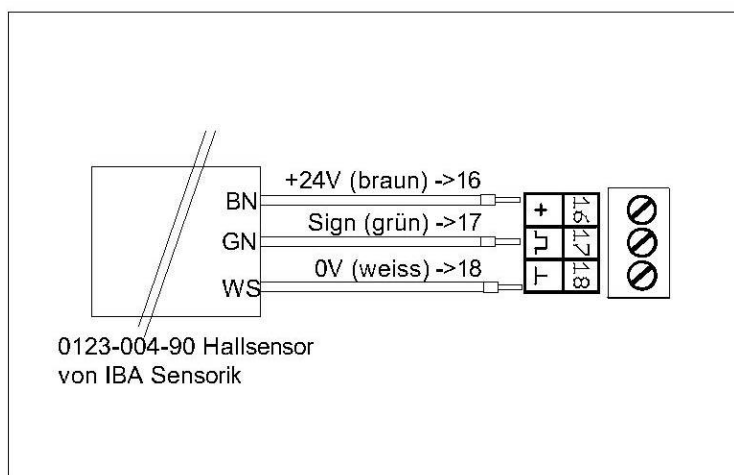 +24V (braun) ->16
BN
Sign (grün) ->17
GN
0V (weiss) ->18
WS
+ 16
17
18
0123-004-90 Hallsensor
von IBA Sensorik